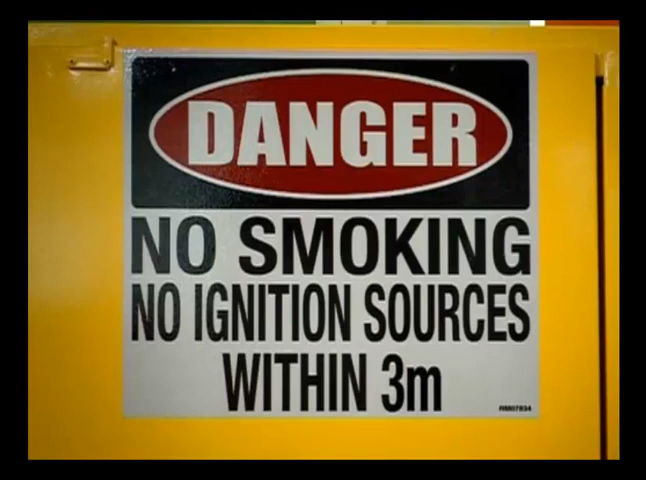 DANGER
NO SMOKING
NO IGNITION SOURCES
WITHIN 3m